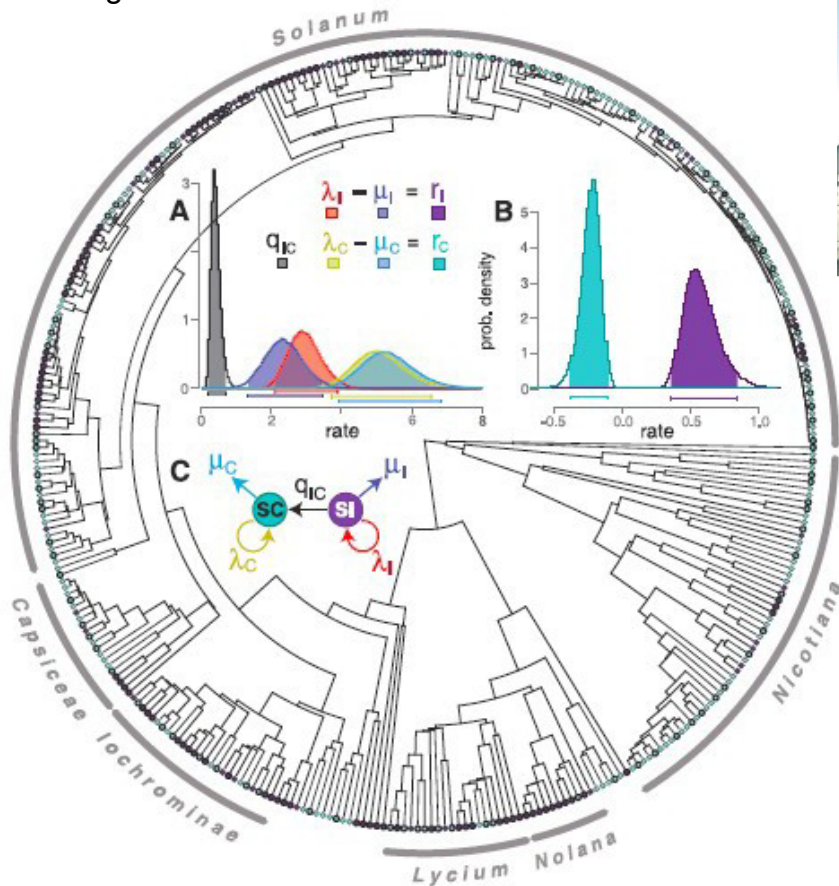 Solanum
A
3
1
0
0
2
4
6
8
rate
λI – μI = rI
qIC
λC – μC = rC
B
prob. density
5
4
3
2
1
0
-0.5
0.0
0.5
1.0
rate
C
μC
qIC
μI
SC
SI
λC
λI
Nicotiana
Capsiceae
Iochrominae
Lycium
Nolana